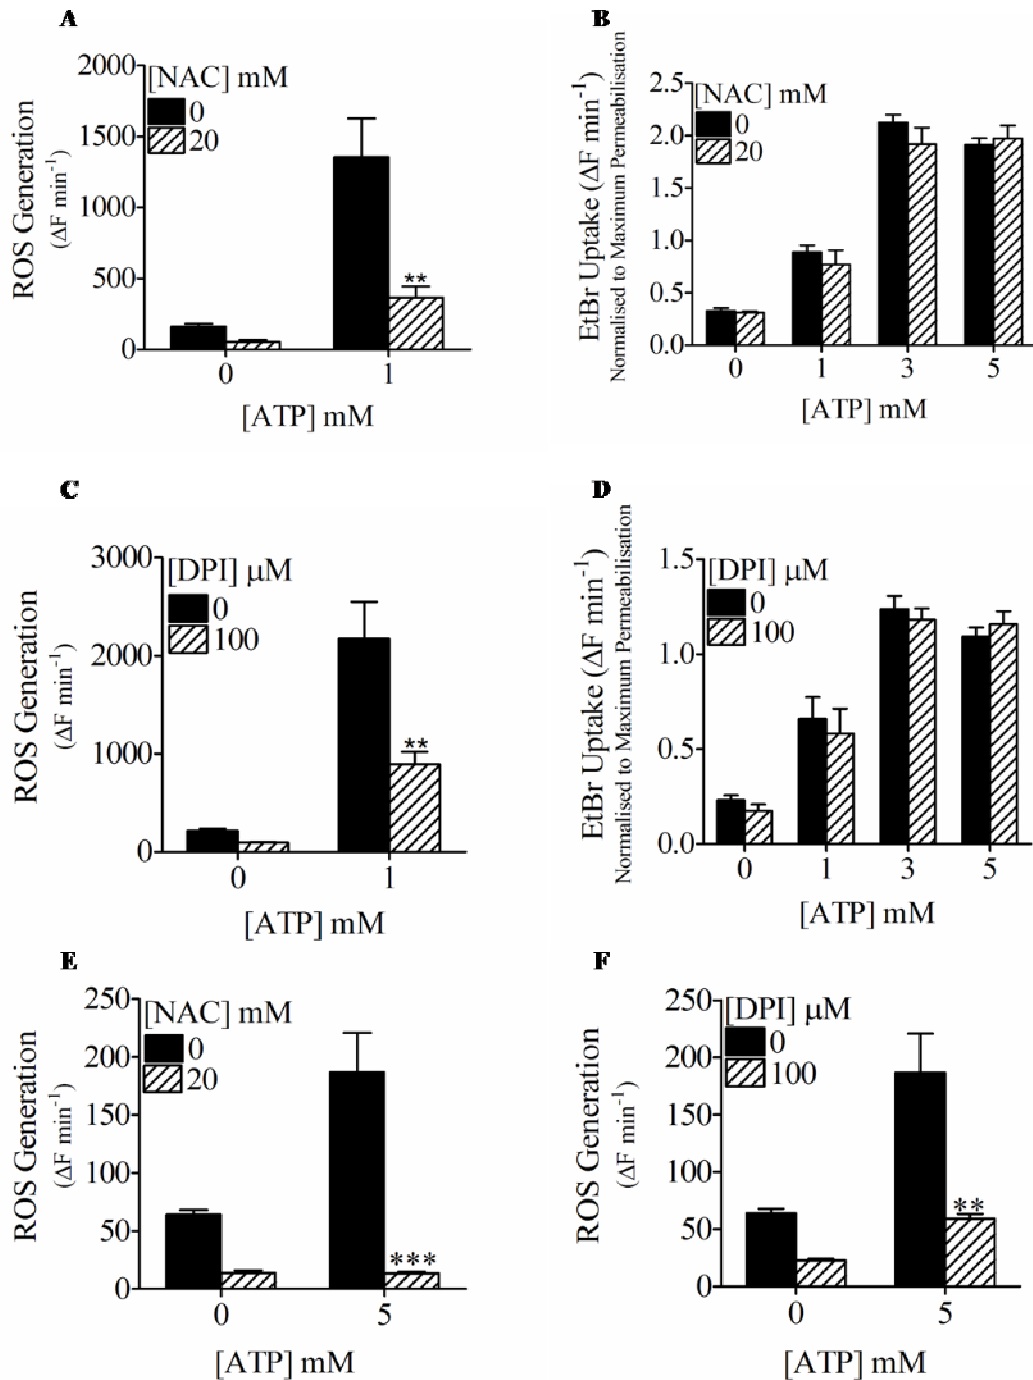 A
ROS Generation
(ΔF min⁻¹)
[NAC] mM
0
20
2000
1500
1000
500
0
**
0 1
[ATP] mM
B
EtBr Uptake (ΔF min⁻¹)
Normalised to Maximum Permeabilisation
[NAC] mM
0
20
2.5
2.0
1.5
1.0
0.5
0.0
0 1 3 5
[ATP] mM
C
ROS Generation
(ΔF min⁻¹)
[DPI] μM
0
100
3000
2000
1000
0
**
0 1
[ATP] mM
D
EtBr Uptake (ΔF min⁻¹)
Normalised to Maximum Permeabilisation
[DPI] μM
0
100
1.5
1.0
0.5
0.0
0 1 3 5
[ATP] mM
E
ROS Generation
(ΔF min⁻¹)
[NAC] mM
0
20
250
200
150
100
50
0
***
0 5
[ATP] mM
F
ROS Generation
(ΔF min⁻¹)
[DPI] μM
0
100
250
200
150
100
50
0
**
0 5
[ATP] mM